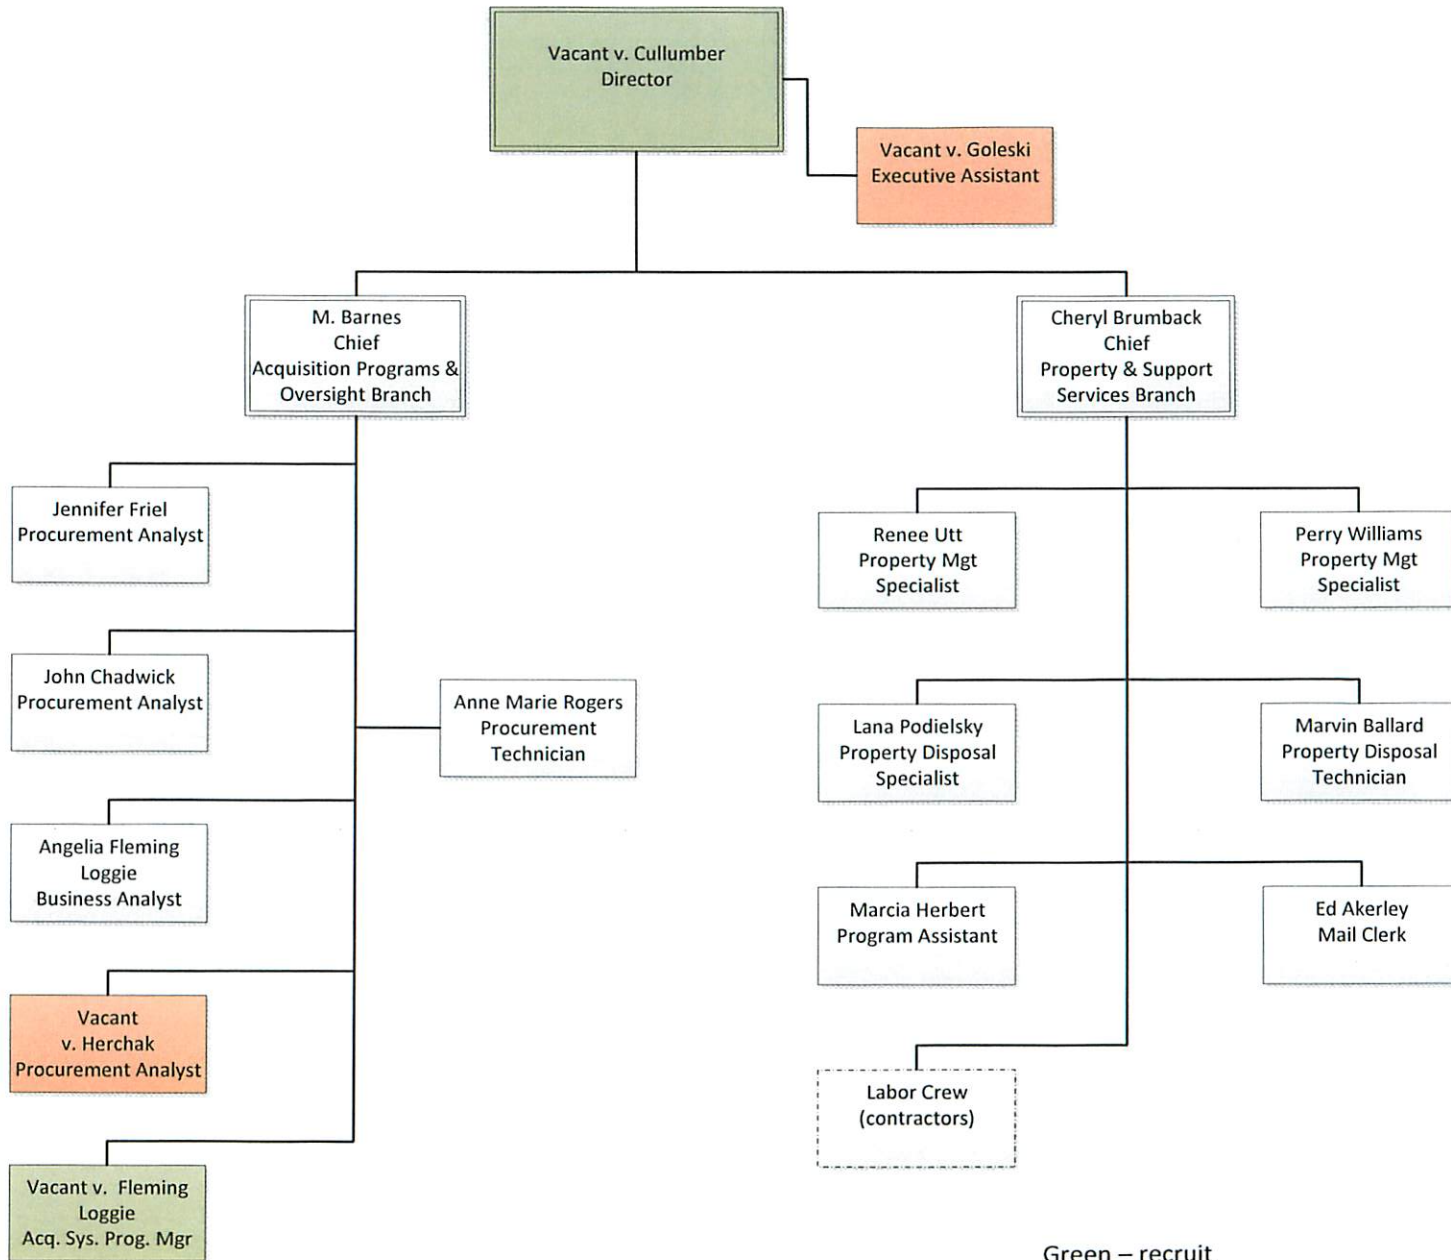 Vacant v. Cullumber
Director
Vacant v. Goleski
Executive Assistant
M. Barnes
Chief
Acquisition Programs &
Oversight Branch
Cheryl Brumback
Chief
Property & Support
Services Branch
Jennifer Friel
Procurement Analyst
John Chadwick
Procurement Analyst
Anne Marie Rogers
Procurement
Technician
Angelia Fleming
Loggie
Business Analyst
Vacant
v. Herchak
Procurement Analyst
Vacant v.  Fleming
Loggie
Acq. Sys. Prog. Mgr
Renee Utt
Property Mgt
Specialist
Perry Williams
Property Mgt
Specialist
Lana Podielsky
Property Disposal
Specialist
Marvin Ballard
Property Disposal
Technician
Marcia Herbert
Program Assistant
Ed Akerley
Mail Clerk
Labor Crew
(contractors)
Green – recruit